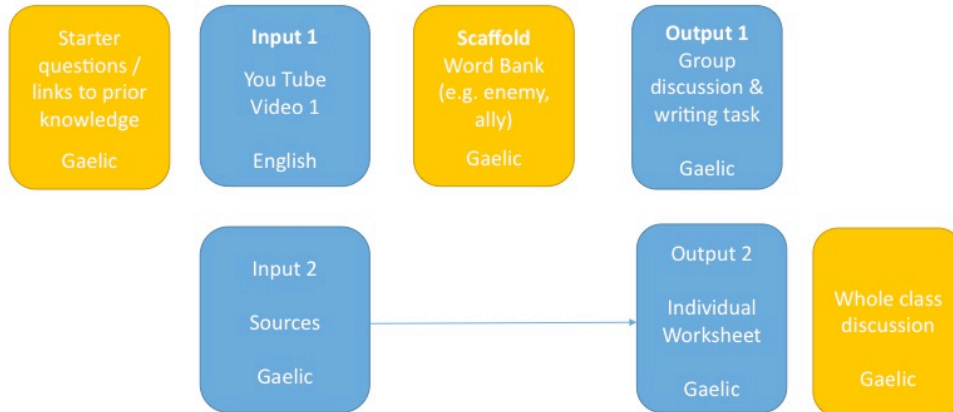 Starter
questions /
links to prior
knowledge
Gaelic
Input 1
You Tube
Video 1
English
Scaffold
Word Bank
(e.g. enemy,
ally)
Gaelic
Output 1
Group
discussion &
writing task
Gaelic
Input 2
Sources
Gaelic
Output 2
Individual
Worksheet
Gaelic
Whole class
discussion
Gaelic